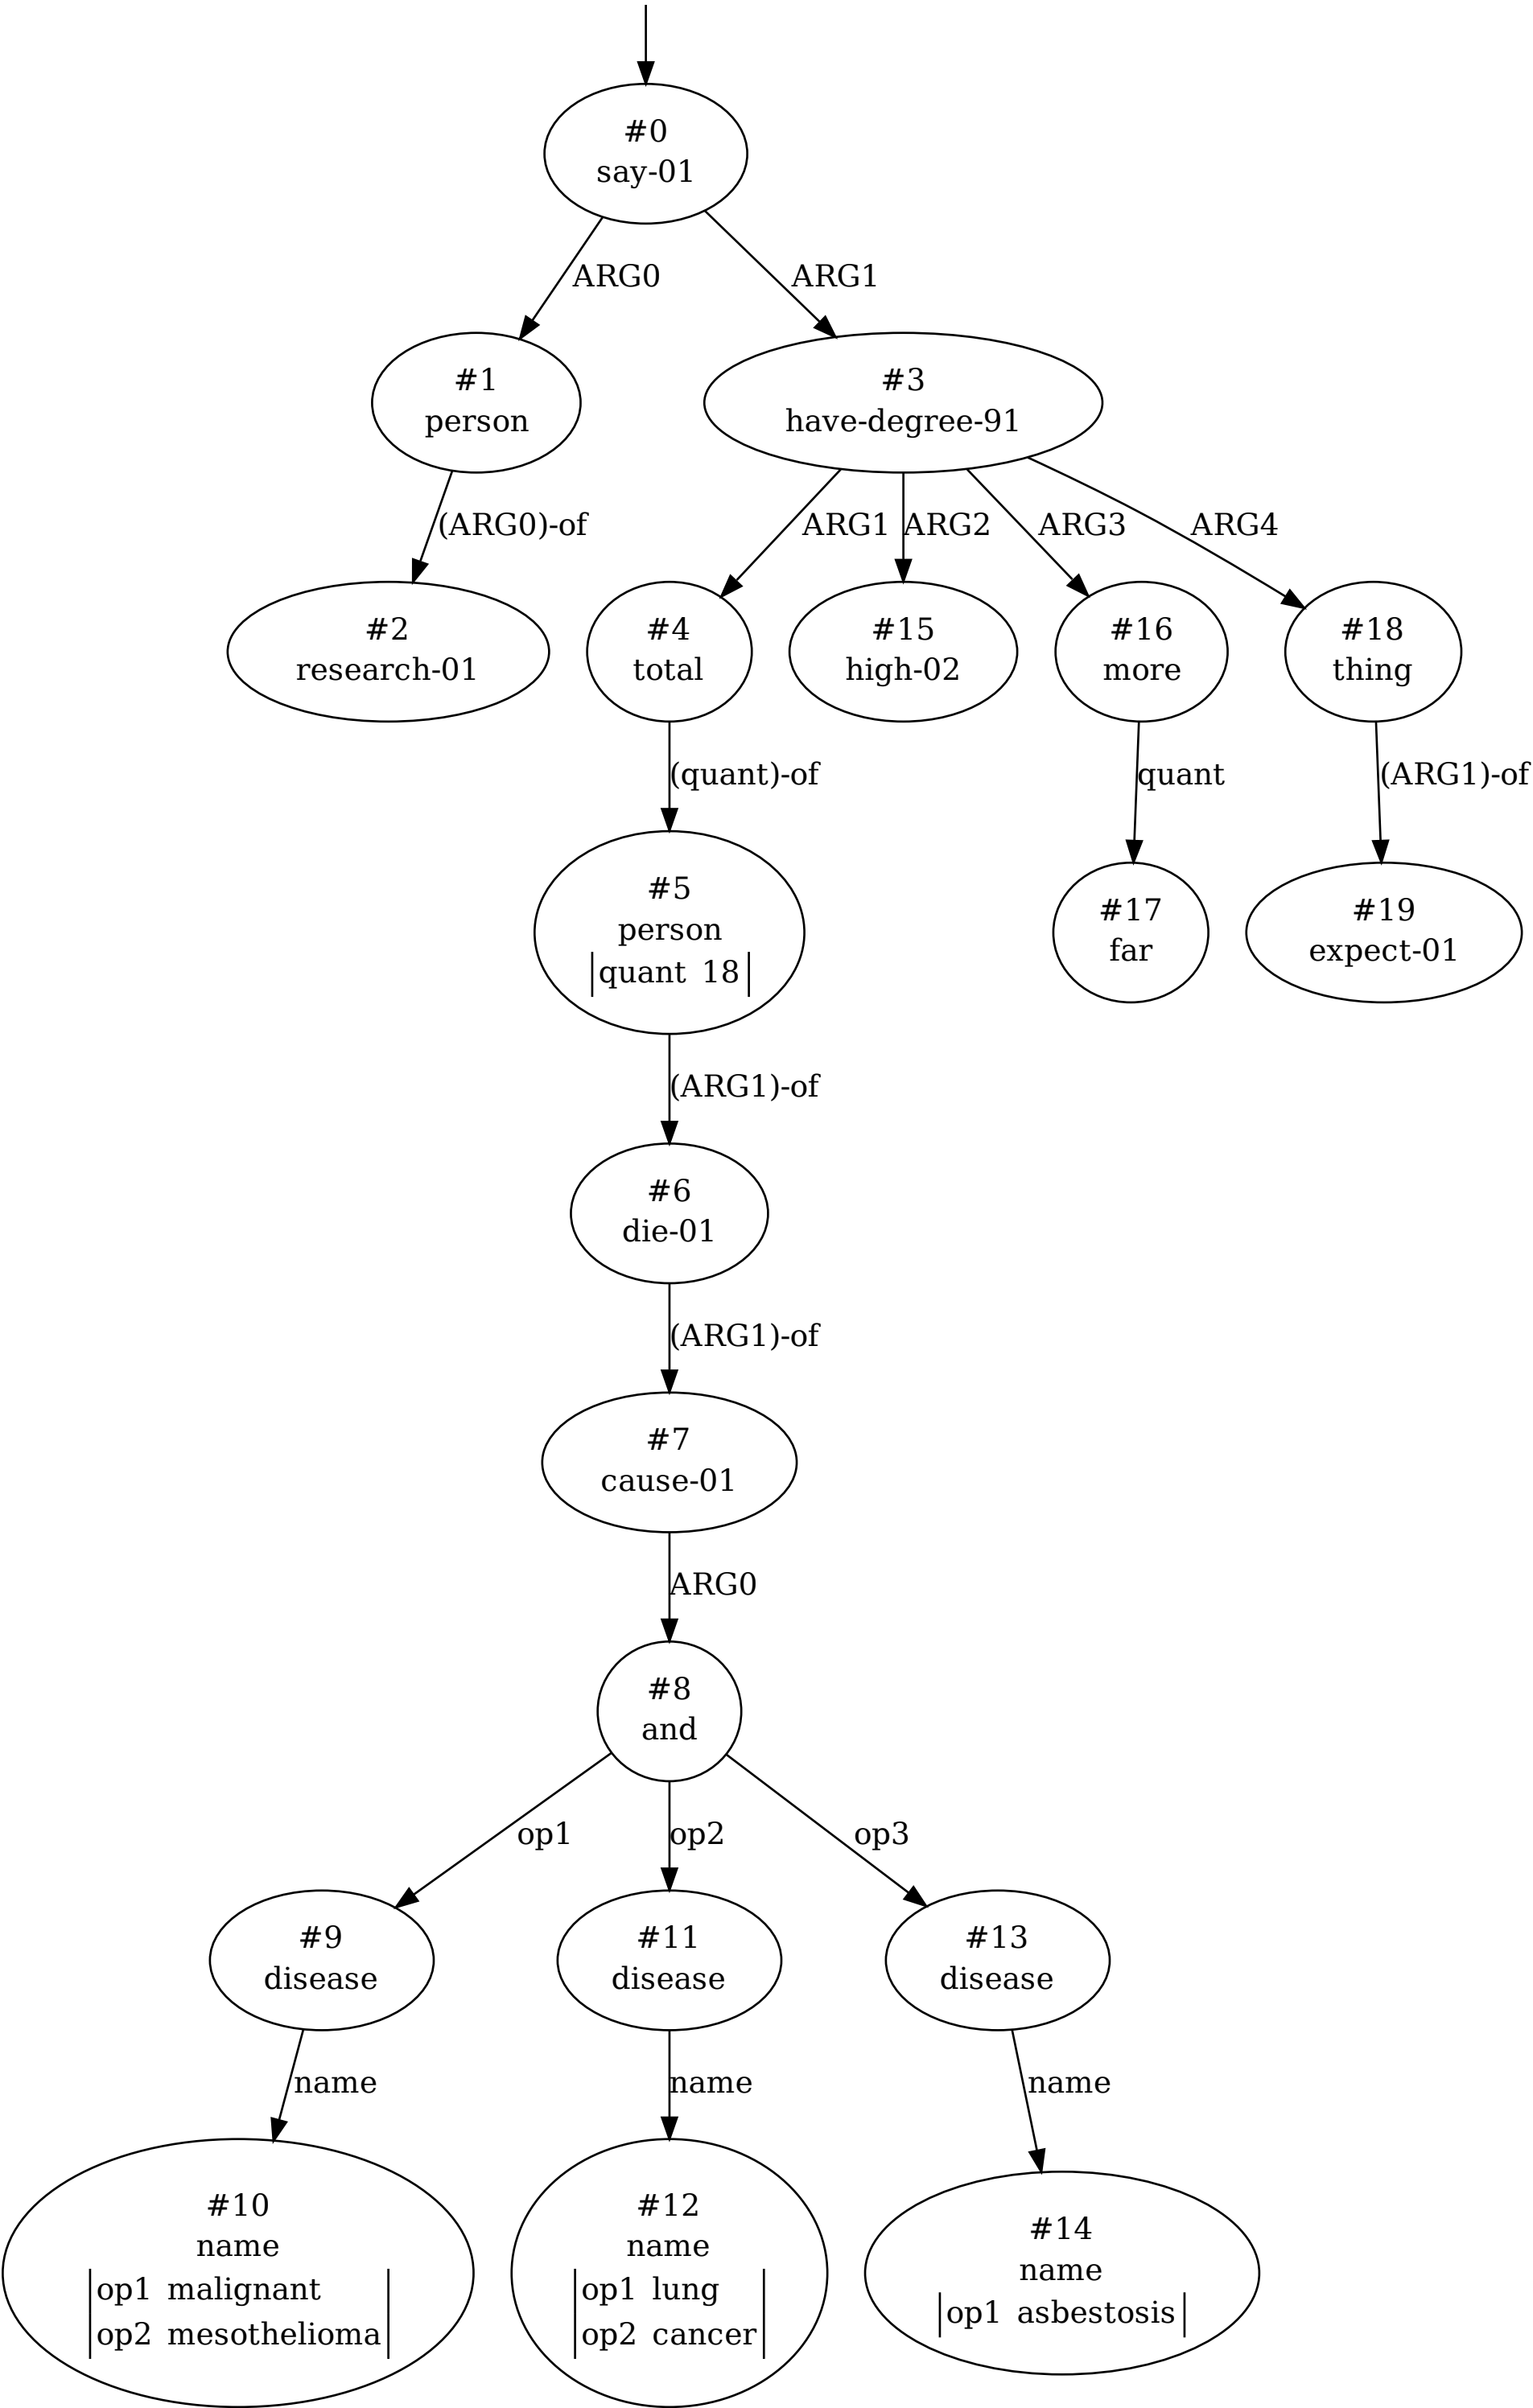 #0
say-01
ARG0
ARG1
#1
person
#3
have-degree-91
(ARG0)-of
ARG1
ARG2
ARG3
ARG4
#2
research-01
#4
total
#15
high-02
#16
more
#18
thing
(quant)-of
quant
(ARG1)-of
#5
person
quant 18
#17
far
#19
expect-01
(ARG1)-of
#6
die-01
(ARG1)-of
#7
cause-01
ARG0
#8
and
op1
op2
op3
#9
disease
#11
disease
#13
disease
name
name
name
#10
name
op1 malignant
op2 mesothelioma
#12
name
op1 lung
op2 cancer
#14
name
op1 asbestosis